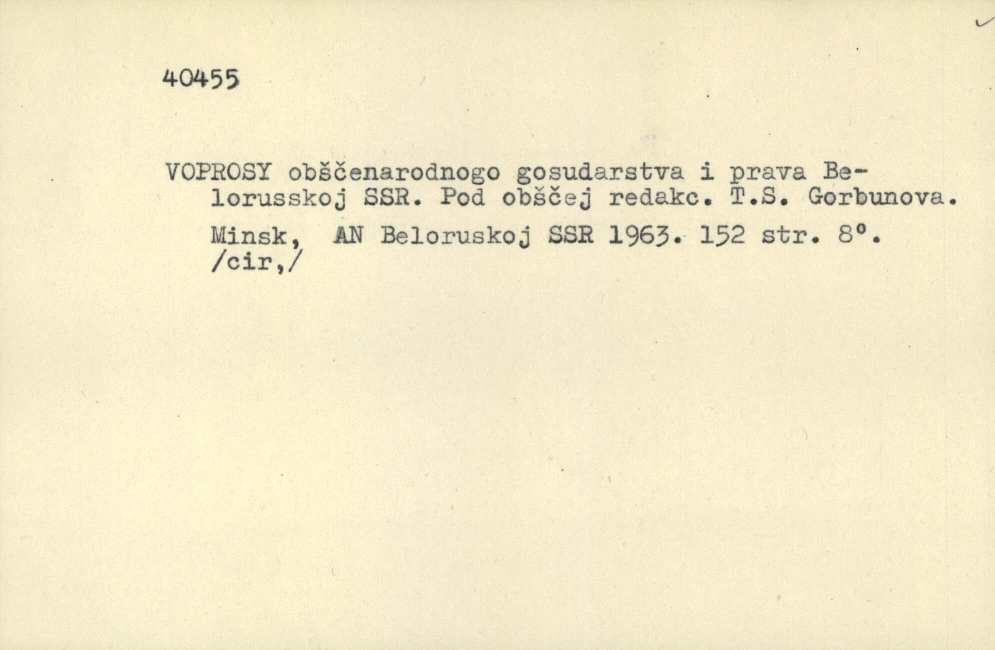 40455
VOPROSY obščenarodnogo gosudarstva i prava Be-
lorusskoj SSR. Pod obščej redakc. T.S. Gorbunova.
Minsk, AN Beloruskoj SSR 1963. 152 str. 8°.
/cir,/